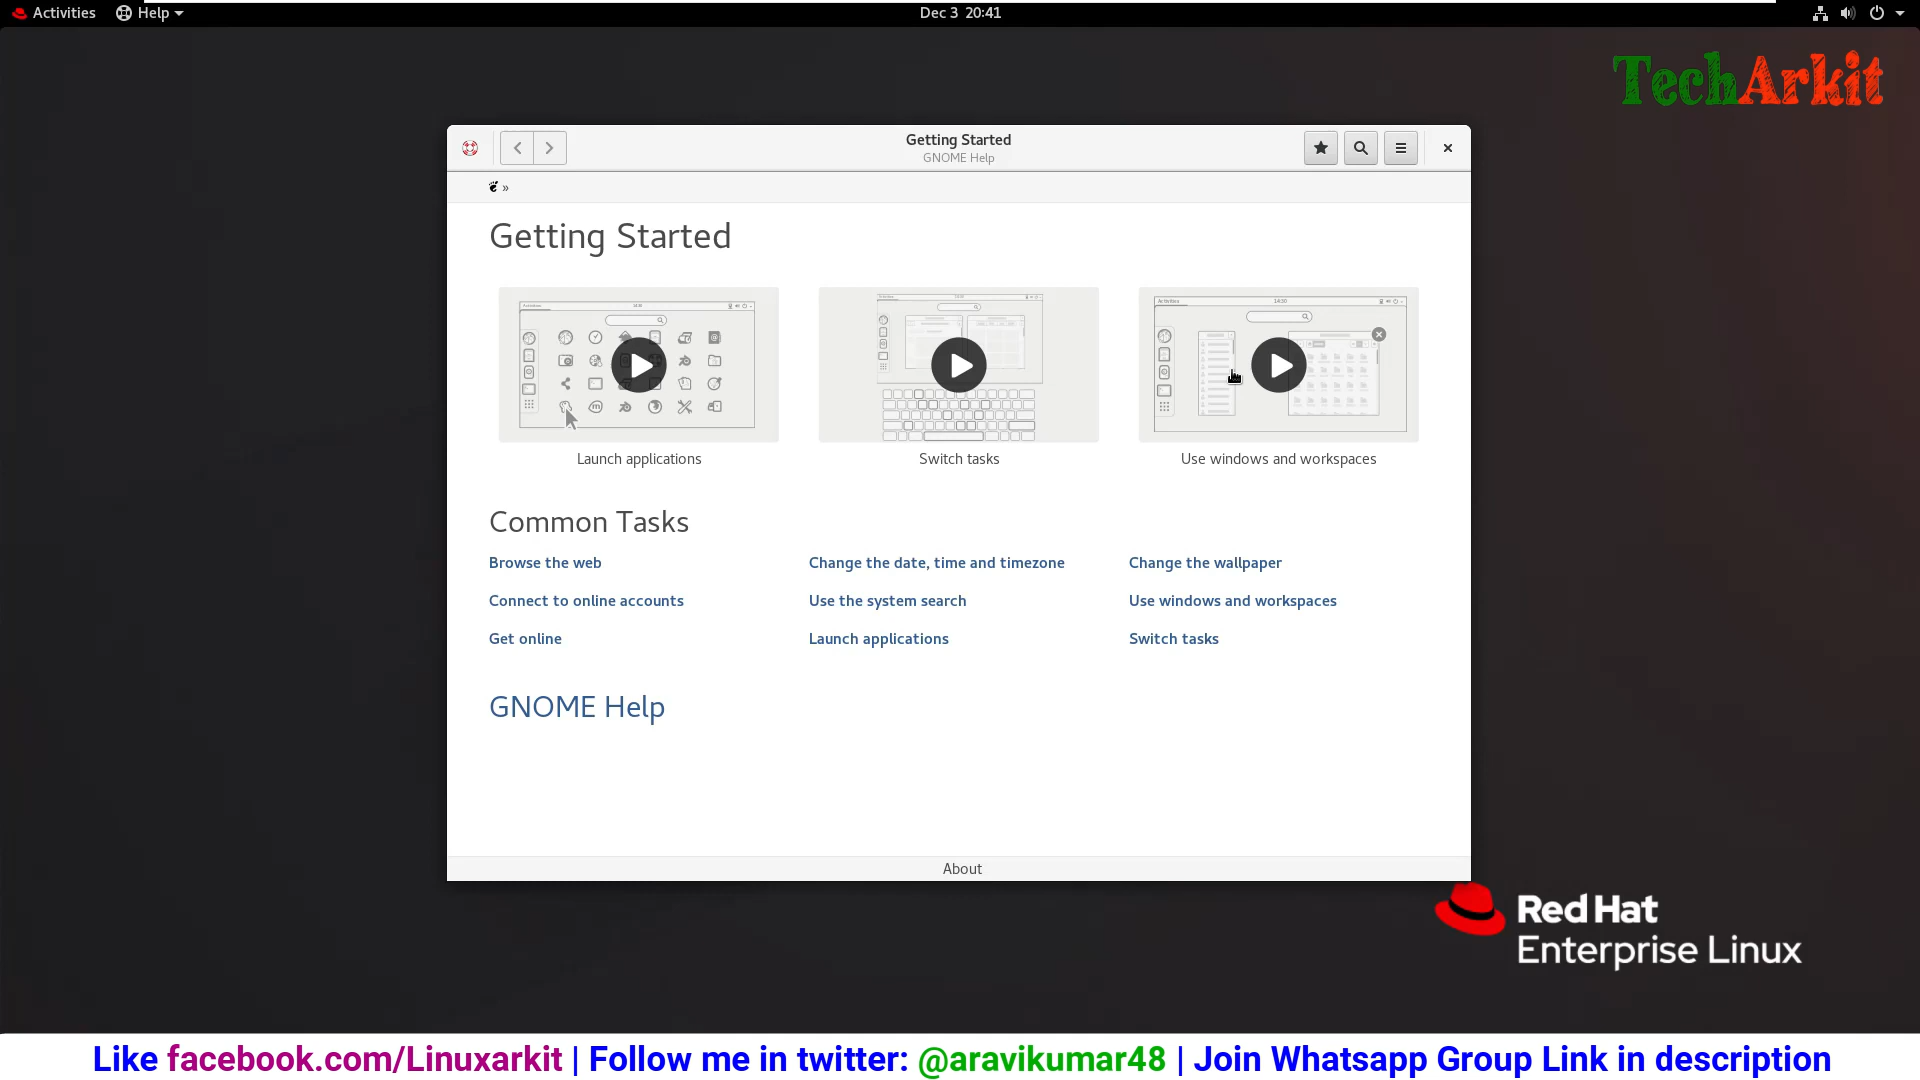 Activities Help Dec 3 20:41
TechArkit
Getting Started
GNOME Help
»
Getting Started
Launch applications Switch tasks Use windows and workspaces
Common Tasks
Browse the web Change the date, time and timezone Change the wallpaper
Connect to online accounts Use the system search Use windows and workspaces
Get online Launch applications Switch tasks
GNOME Help
About
Red Hat
Enterprise Linux
Like facebook.com/Linuxarkit | Follow me in twitter: @aravikumar48 | Join Whatsapp Group Link in description